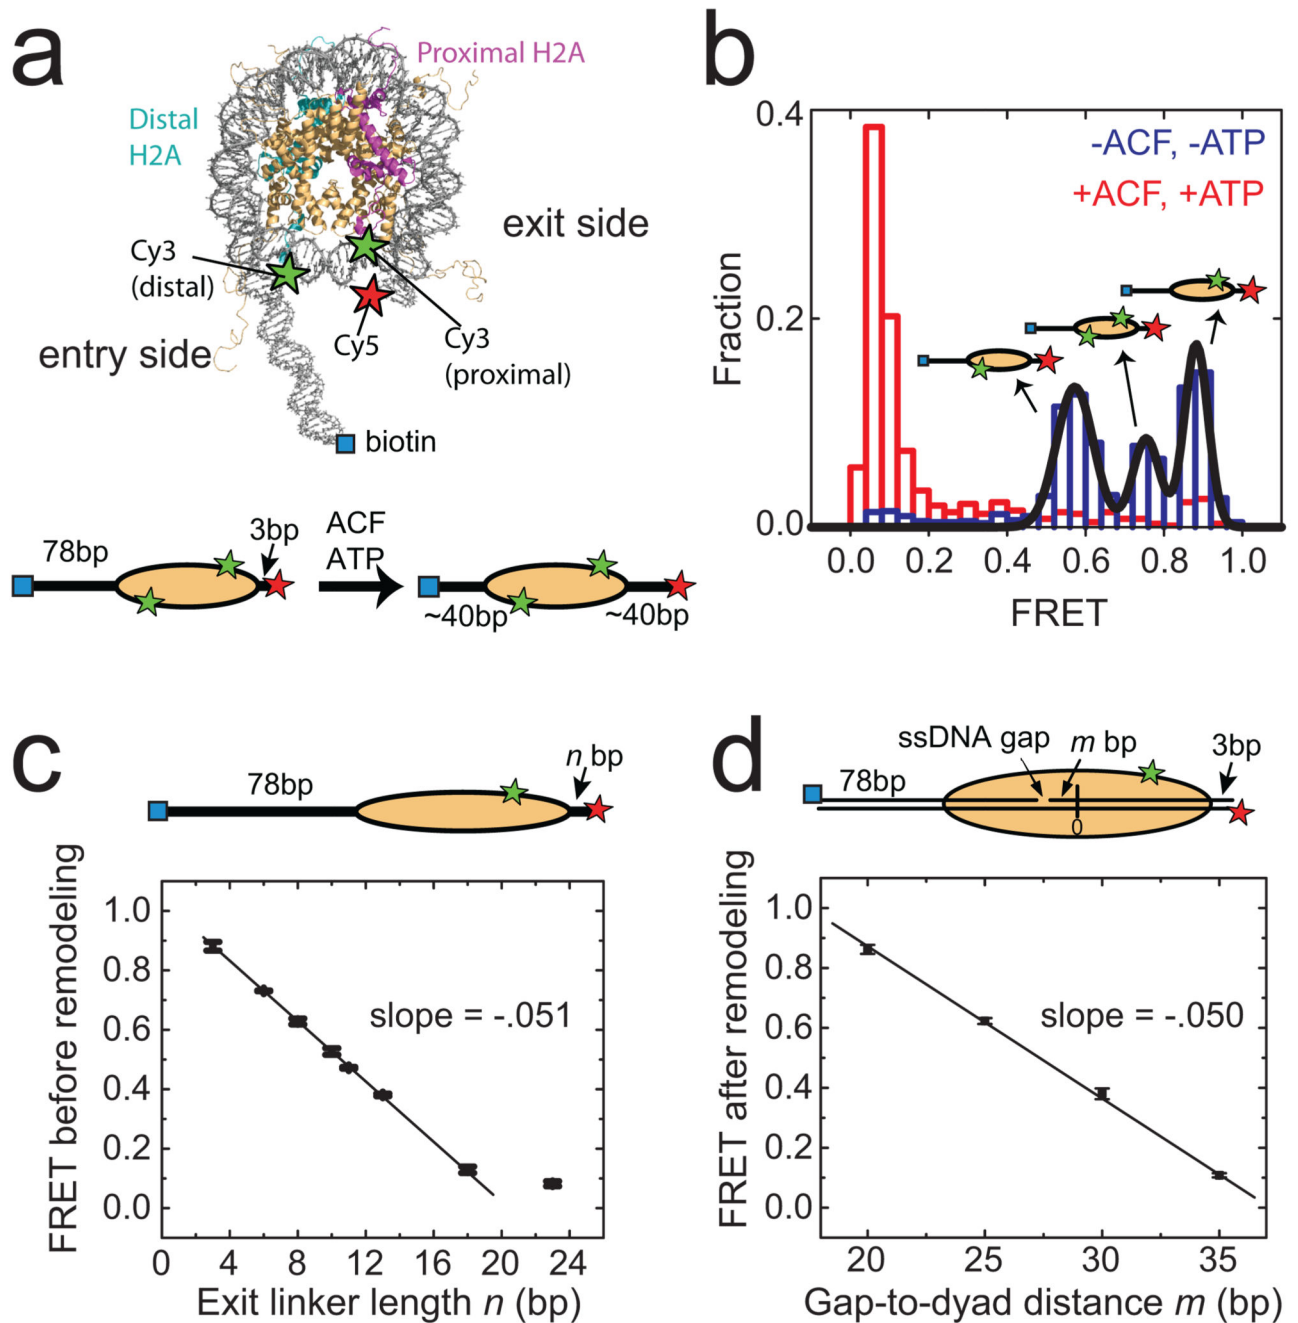 a
Proximal H2A
Distal
H2A
exit side
Cy3
(distal)
Cy5
Cy3
(proximal)
entry side
biotin
78bp
3bp
ACF
ATP
~40bp
~40bp
b
0.4
0.2
0.0
Fraction
-ACF, -ATP
+ACF, +ATP
0.0 0.2 0.4 0.6 0.8 1.0
FRET
c
78bp
n bp
FRET before remodeling
1.0
0.8
0.6
0.4
0.2
0.0
slope = -.051
0 4 8 12 16 20 24
Exit linker length n (bp)
d
ssDNA gap
m bp
3bp
78bp
0
FRET after remodeling
1.0
0.8
0.6
0.4
0.2
0.0
slope = -.050
20 25 30 35
Gap-to-dyad distance m (bp)